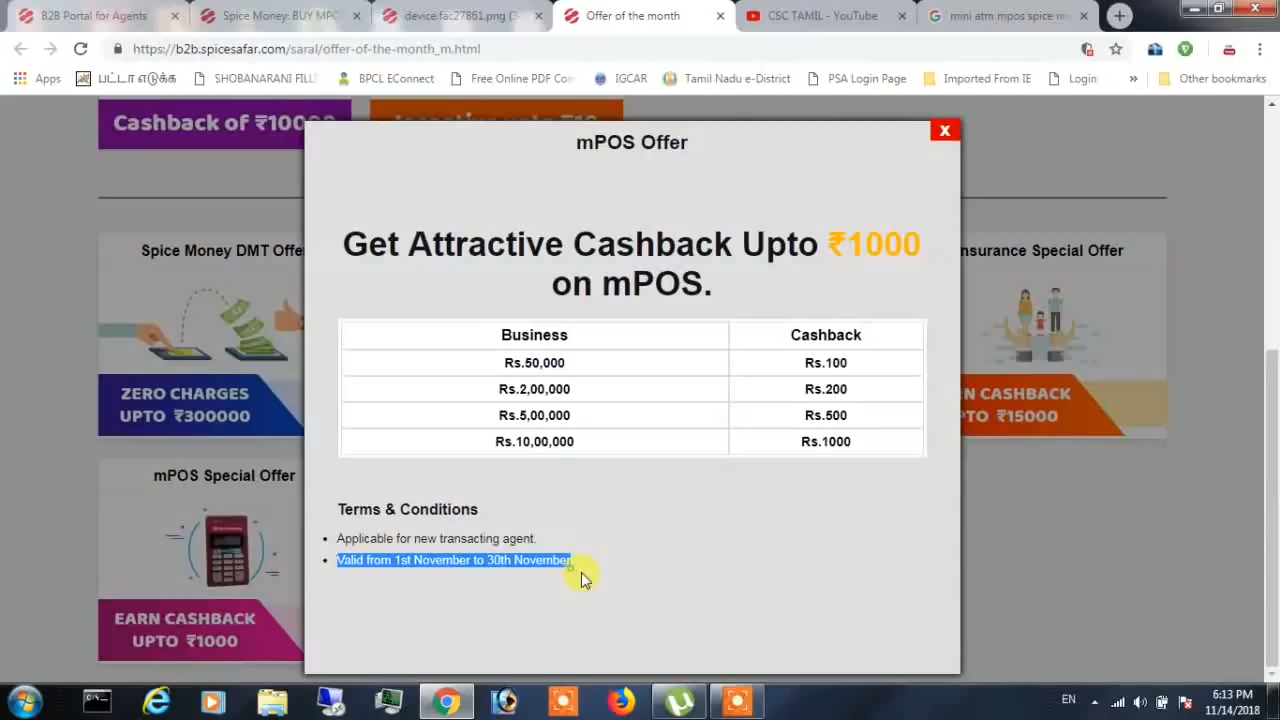 B2B Portal for Agents
Spice Money: BUY MPO
device.fac27861.png
Offer of the month
CSC TAMIL - YouTube
mini atm mpos spice m
https://b2b.spicesafar.com/saral/offer-of-the-month_m.html
Apps
பட்டா எடுக்க
SHOBANARANI FILL
BPCL EConnect
Free Online PDF Con
IGCAR
Tamil Nadu e-District
PSA Login Page
Imported From IE
Login
»
Other bookmarks
Cashback of ₹1000
mPOS Offer
X
Get Attractive Cashback Upto ₹1000
on mPOS.
Business Cashback
Rs.50,000 Rs.100
Rs.2,00,000 Rs.200
Rs.5,00,000 Rs.500
Rs.10,00,000 Rs.1000
Terms & Conditions
• Applicable for new transacting agent.
• Valid from 1st November to 30th November.
Spice Money DMT Offe
ZERO CHARGES
UPTO ₹300000
nsurance Special Offer
N CASHBACK
PTO ₹15000
mPOS Special Offer
EARN CASHBACK
UPTO ₹1000
EN
6:13 PM
11/14/2018